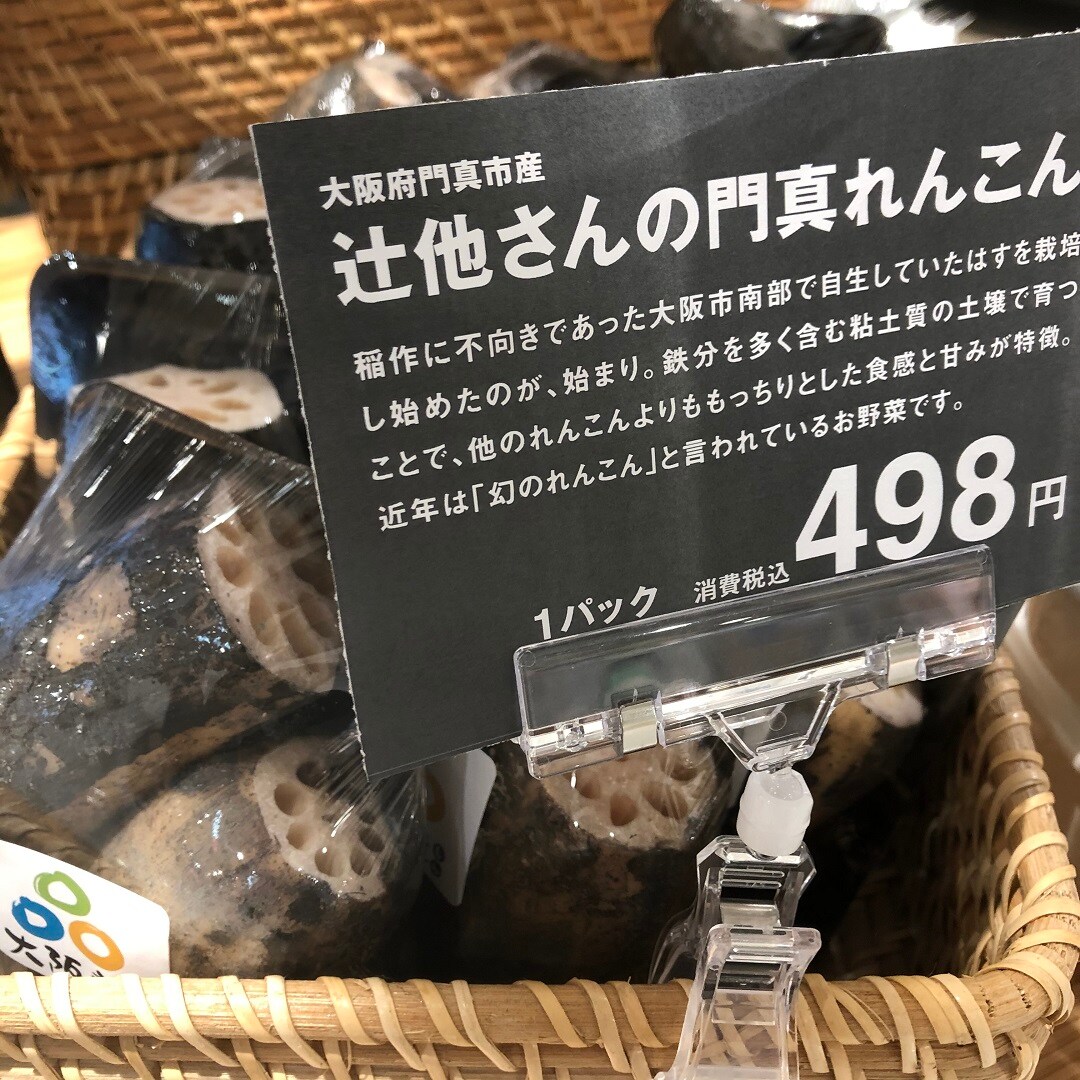 大阪府門真市産
辻他さんの門真れんこん
稲作に不向きであった大阪市南部で自生していたはすを栽培
し始めたのが、始まり。鉄分を多く含む粘土質の土壌で育つ
ことで、他のれんこんよりももっちりとした食感と甘みが特徴。
近年は「幻のれんこん」と言われているお野菜です。
1パック 消費税込 498円
大阪